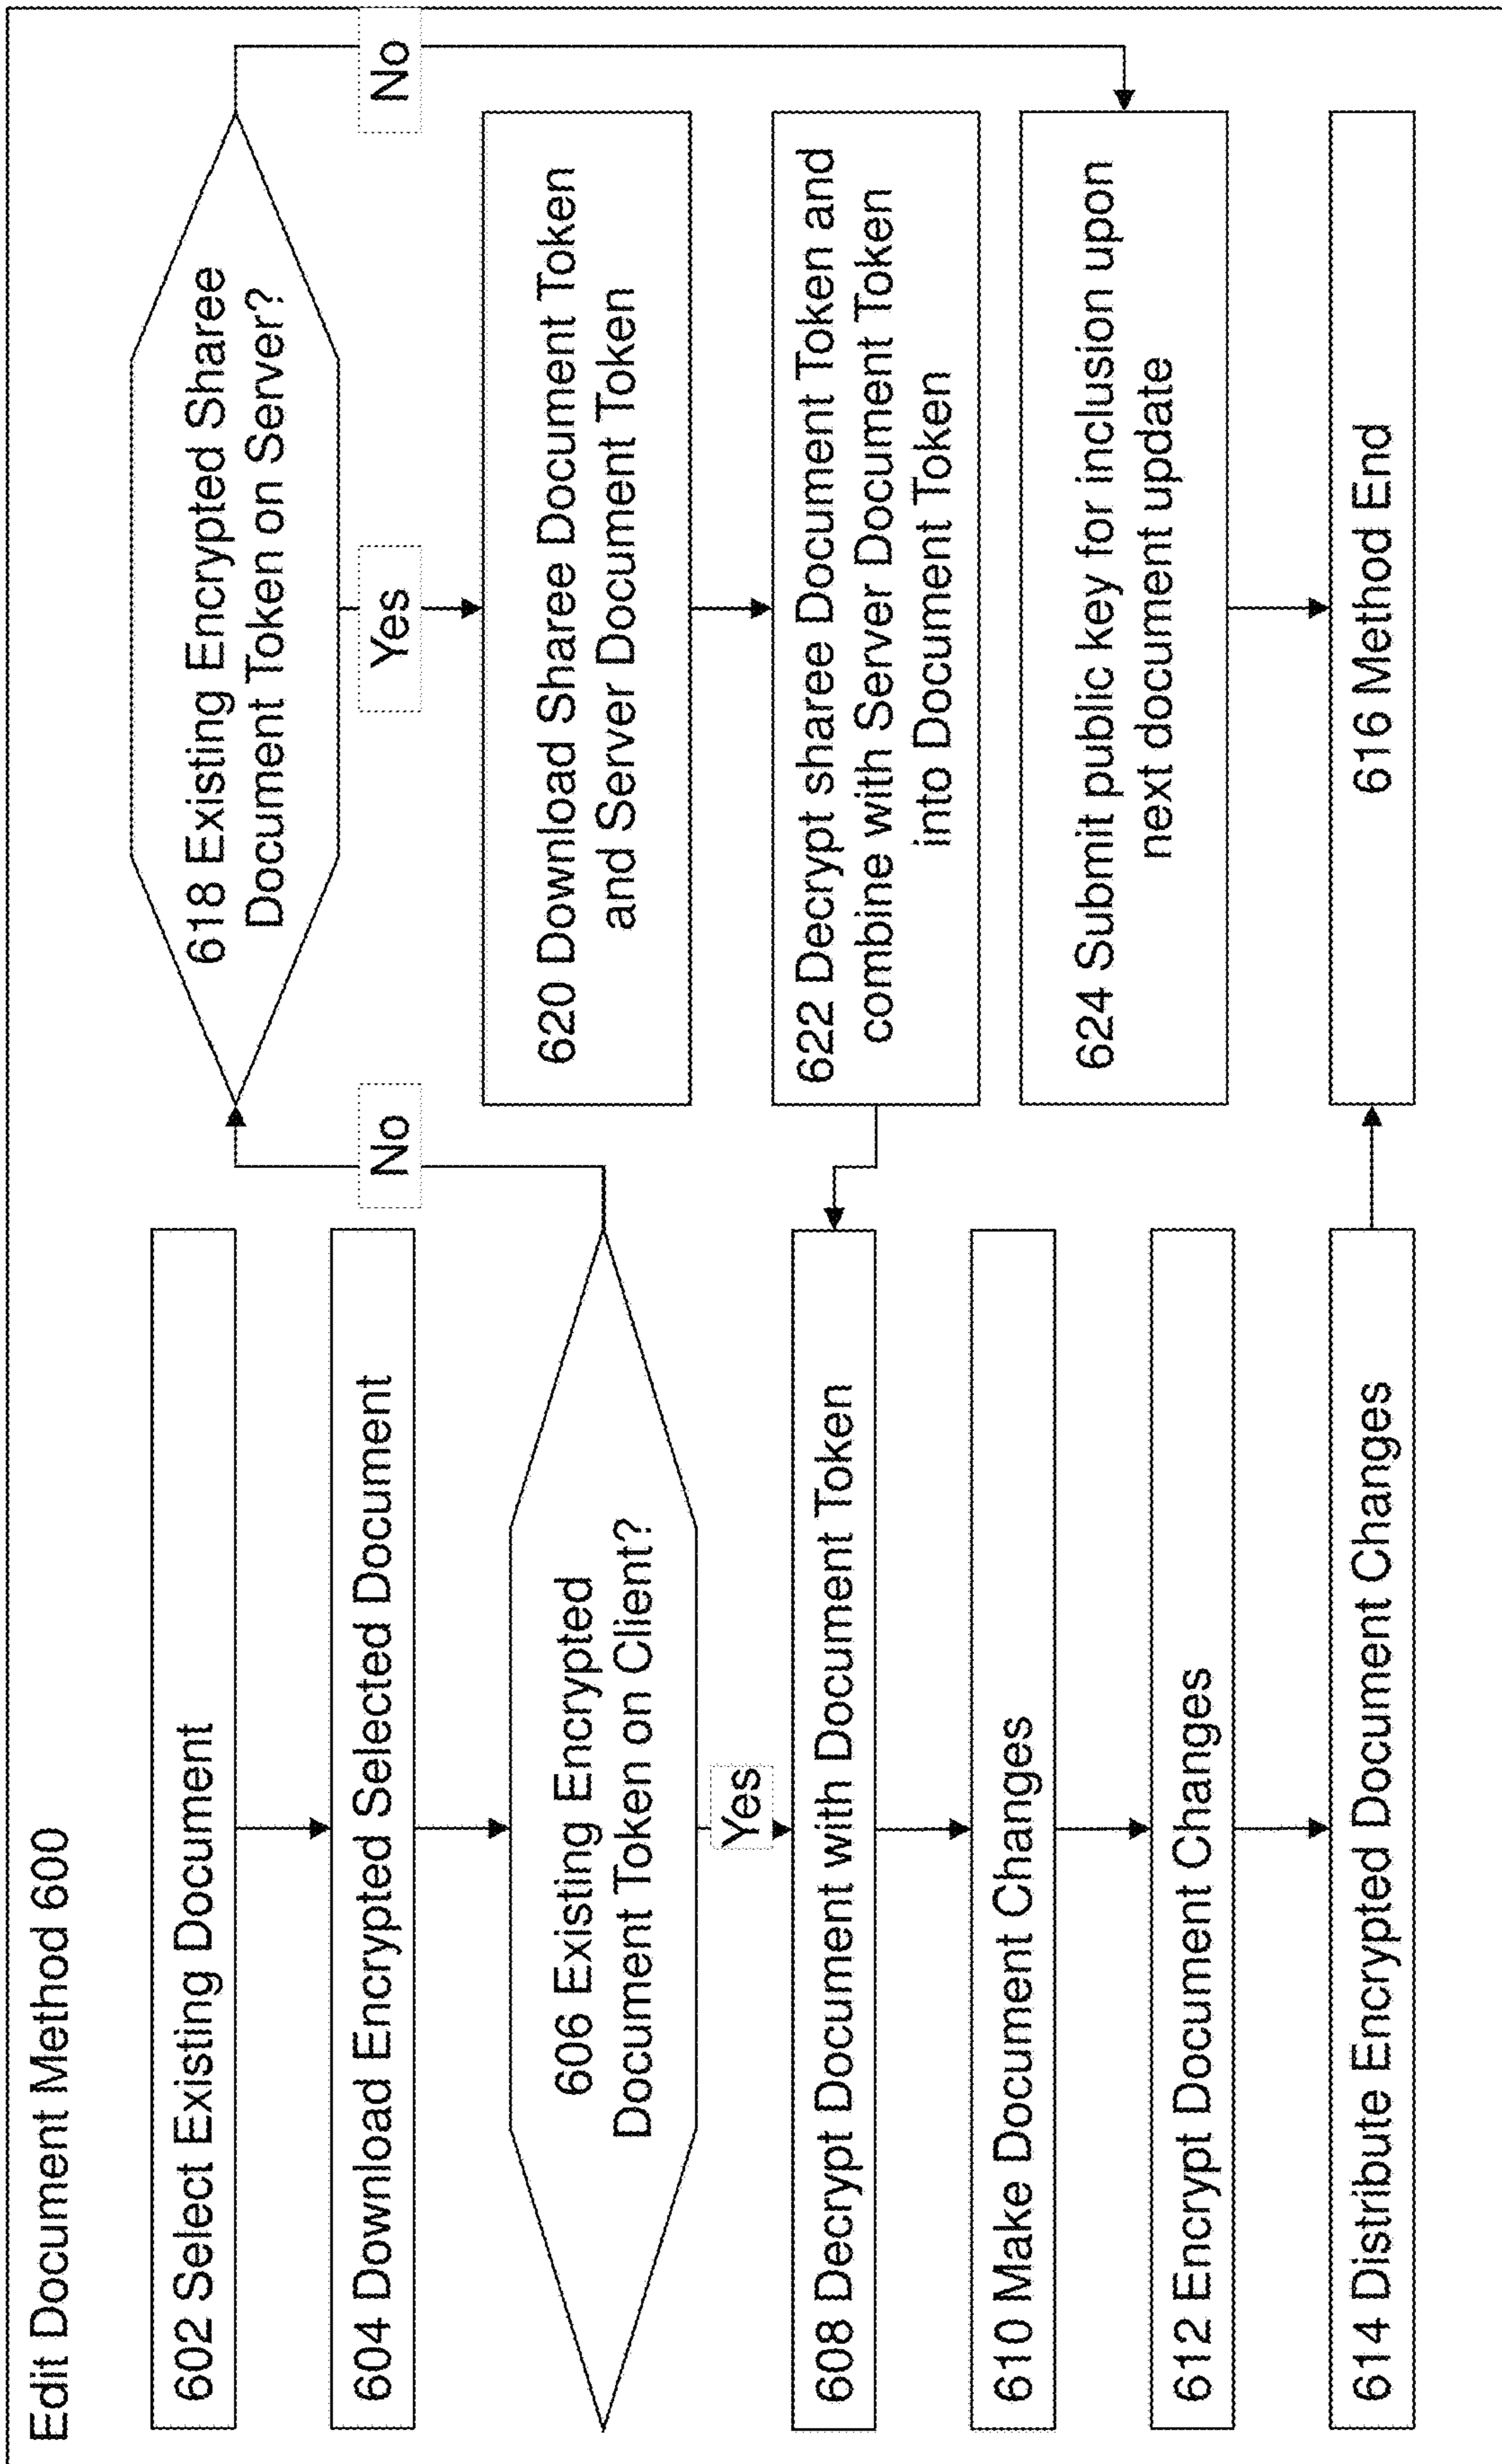 Edit Document Method 600
602 Select Existing Document
604 Download Encrypted Selected Document
606 Existing Encrypted
Document Token on Client?
No
Yes
608 Decrypt Document with Document Token
610 Make Document Changes
612 Encrypt Document Changes
614 Distribute Encrypted Document Changes
618 Existing Encrypted Sharee
Document Token on Server?
No
Yes
620 Download Sharee Document Token
and Server Document Token
622 Decrypt sharee Document Token and
combine with Server Document Token
into Document Token
624 Submit public key for inclusion upon
next document update
616 Method End